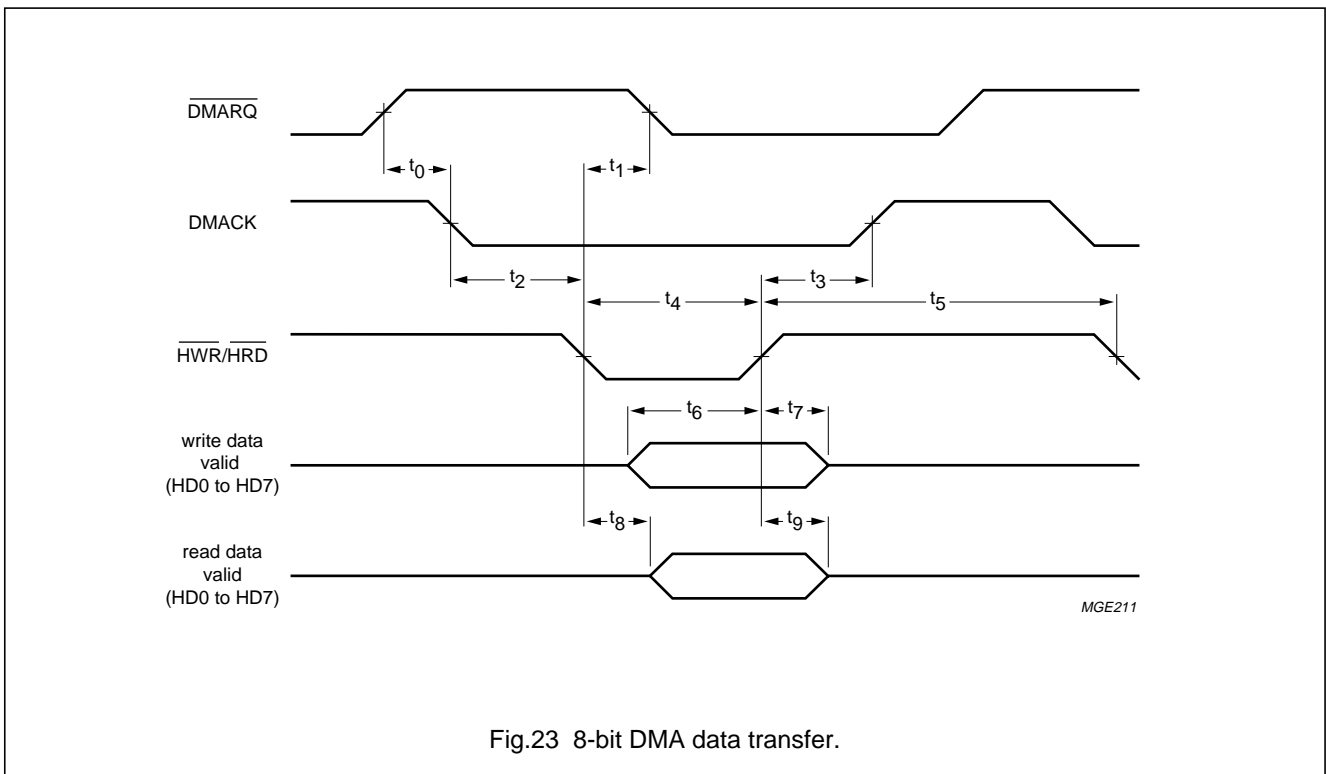 DMARQ
t0
t1
DMACK
t2
t3
t4
t5
HWR/HRD
t6
t7
write data
valid
(HD0 to HD7)
t8
t9
read data
valid
(HD0 to HD7)
MGE211
Fig.23 8-bit DMA data transfer.